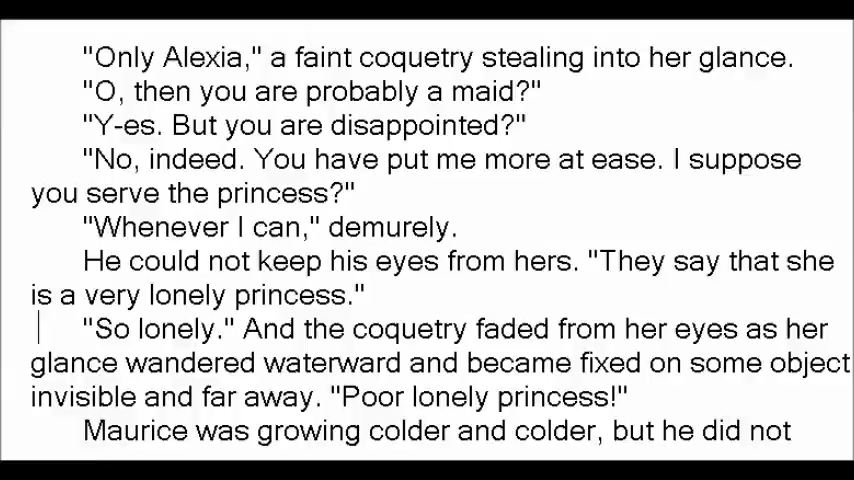 "Only Alexia," a faint coquetry stealing into her glance.
"O, then you are probably a maid?"
"Y-es. But you are disappointed?"
"No, indeed. You have put me more at ease. I suppose
you serve the princess?"
"Whenever I can," demurely.
He could not keep his eyes from hers. "They say that she
is a very lonely princess."
"So lonely." And the coquetry faded from her eyes as her
glance wandered waterward and became fixed on some object
invisible and far away. "Poor lonely princess!"
Maurice was growing colder and colder, but he did not